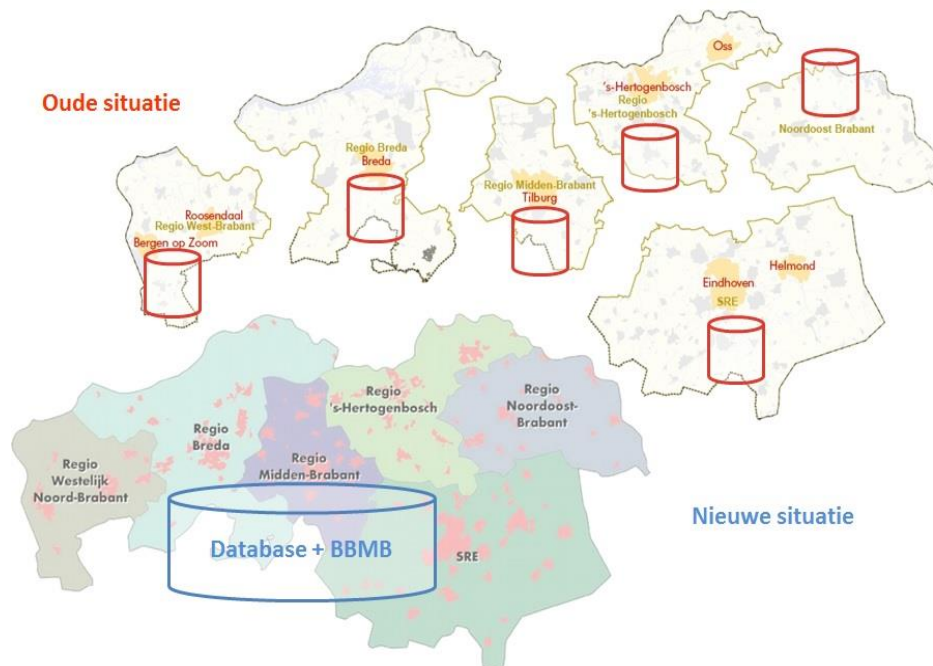 Oude situatie
Oss
's-Hertogenbosch
Regio
's-Hertogenbosch
Noordoost Brabant
Regio Breda
Breda
Regio Midden-Brabant
Tilburg
Roosendaal
Regio West-Brabant
Bergen op Zoom
Helmond
Eindhoven
SRE
Regio
's-Hertogenbosch
Regio
Noordoost-
Brabant
Regio
Breda
Regio
Midden-Brabant
Regio
Westelijk
Noord-Brabant
Nieuwe situatie
Database + BBMB
SRE